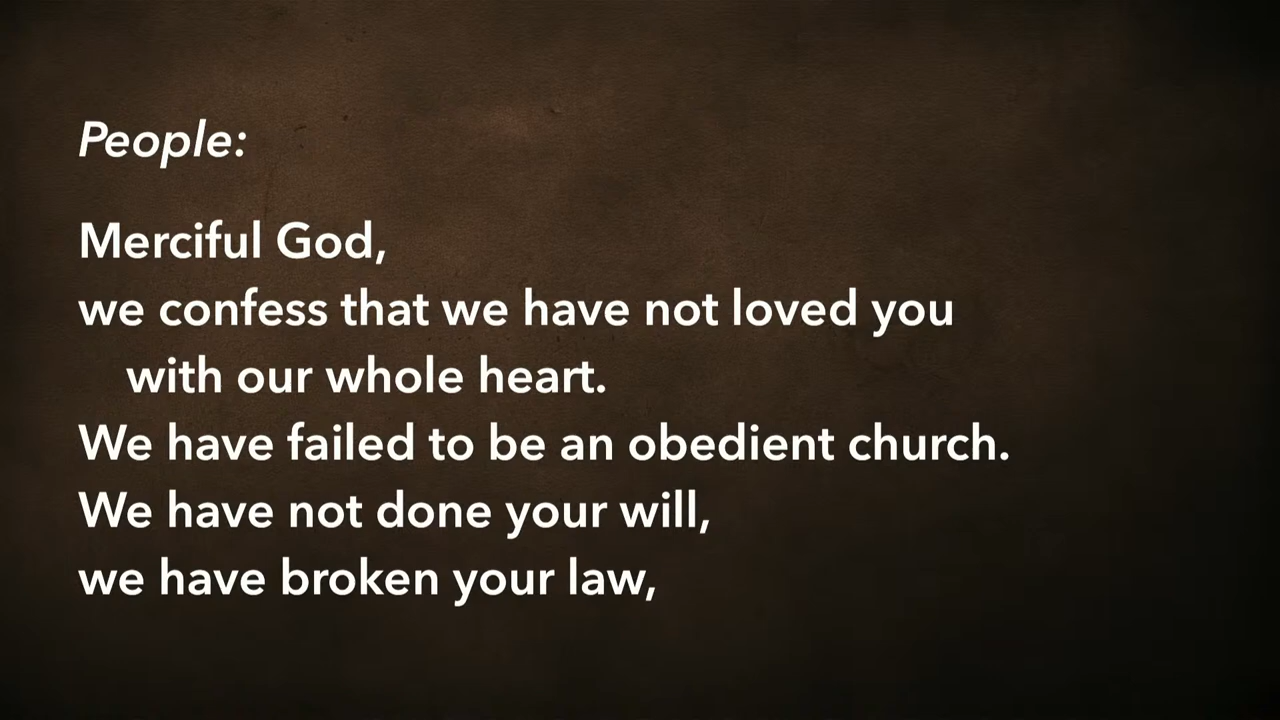 People:
Merciful God,
we confess that we have not loved you
with our whole heart.
We have failed to be an obedient church.
We have not done your will,
we have broken your law,